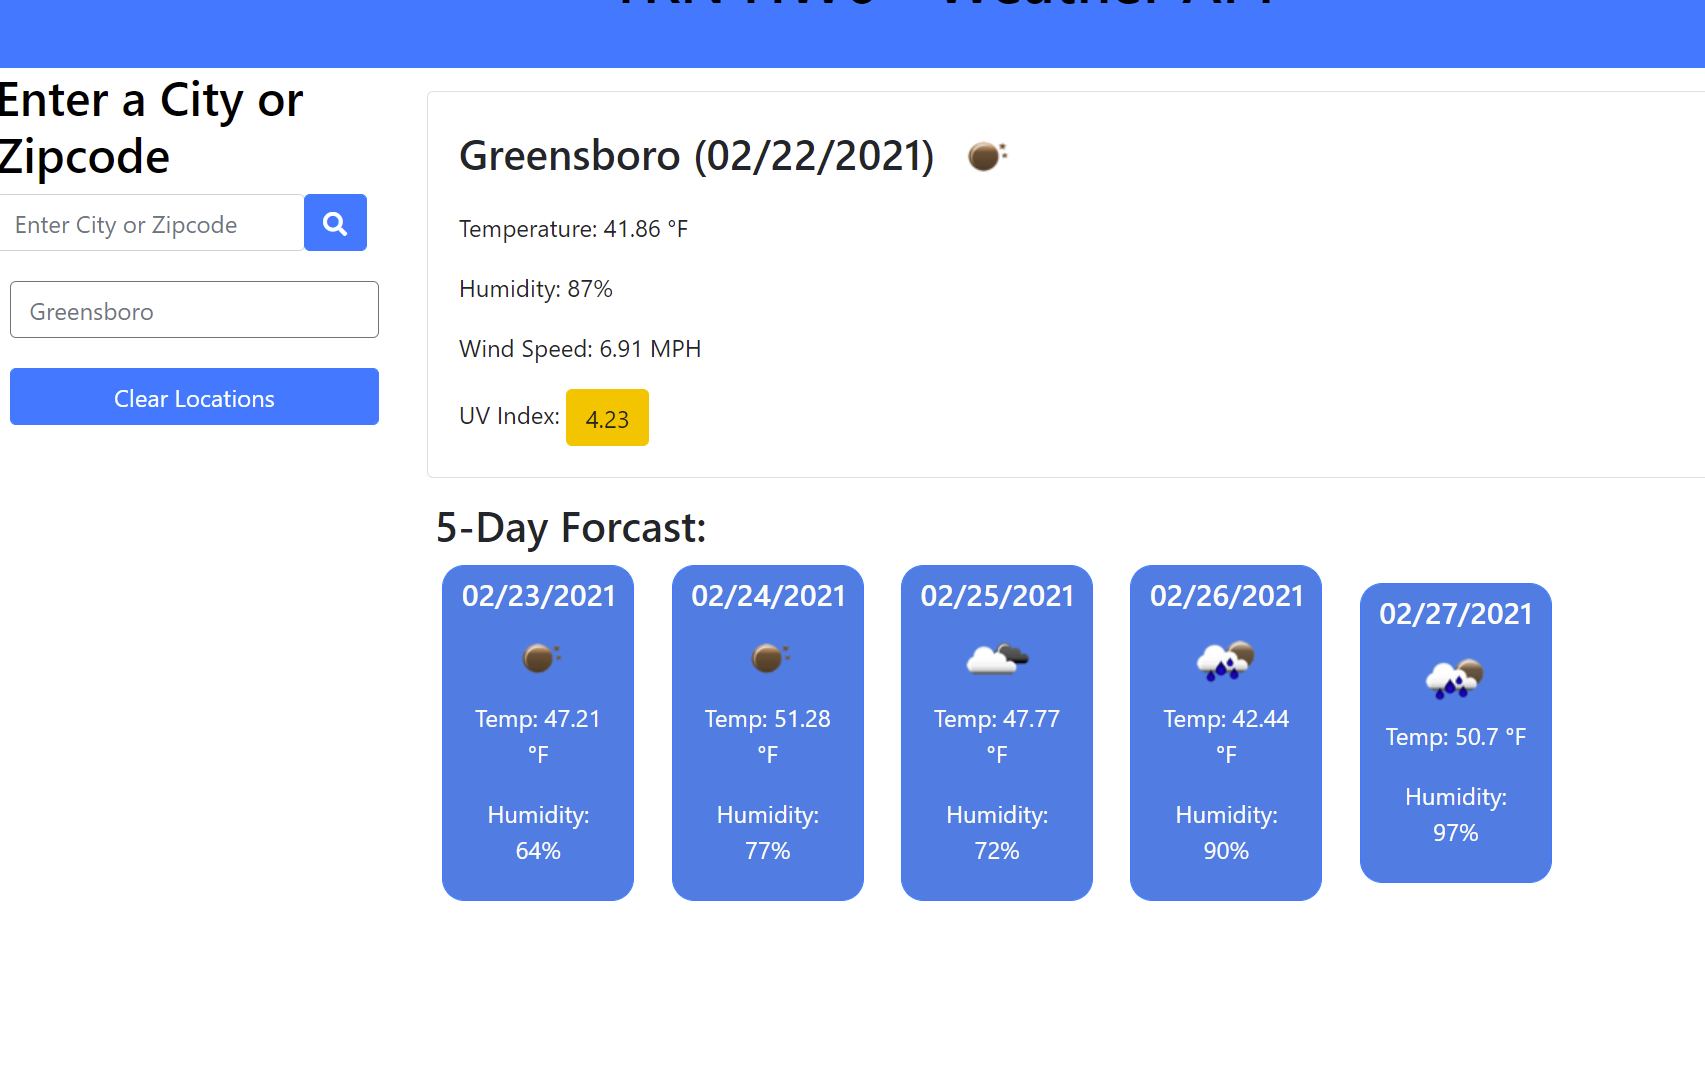 Enter a City or
Zipcode
Enter City or Zipcode
Greensboro
Clear Locations
Greensboro (02/22/2021)
Temperature: 41.86 °F
Humidity: 87%
Wind Speed: 6.91 MPH
UV Index: 4.23
5-Day Forcast:
02/23/2021
Temp: 47.21
°F
Humidity:
64%
02/24/2021
Temp: 51.28
°F
Humidity:
77%
02/25/2021
Temp: 47.77
°F
Humidity:
72%
02/26/2021
Temp: 42.44
°F
Humidity:
90%
02/27/2021
Temp: 50.7 °F
Humidity:
97%